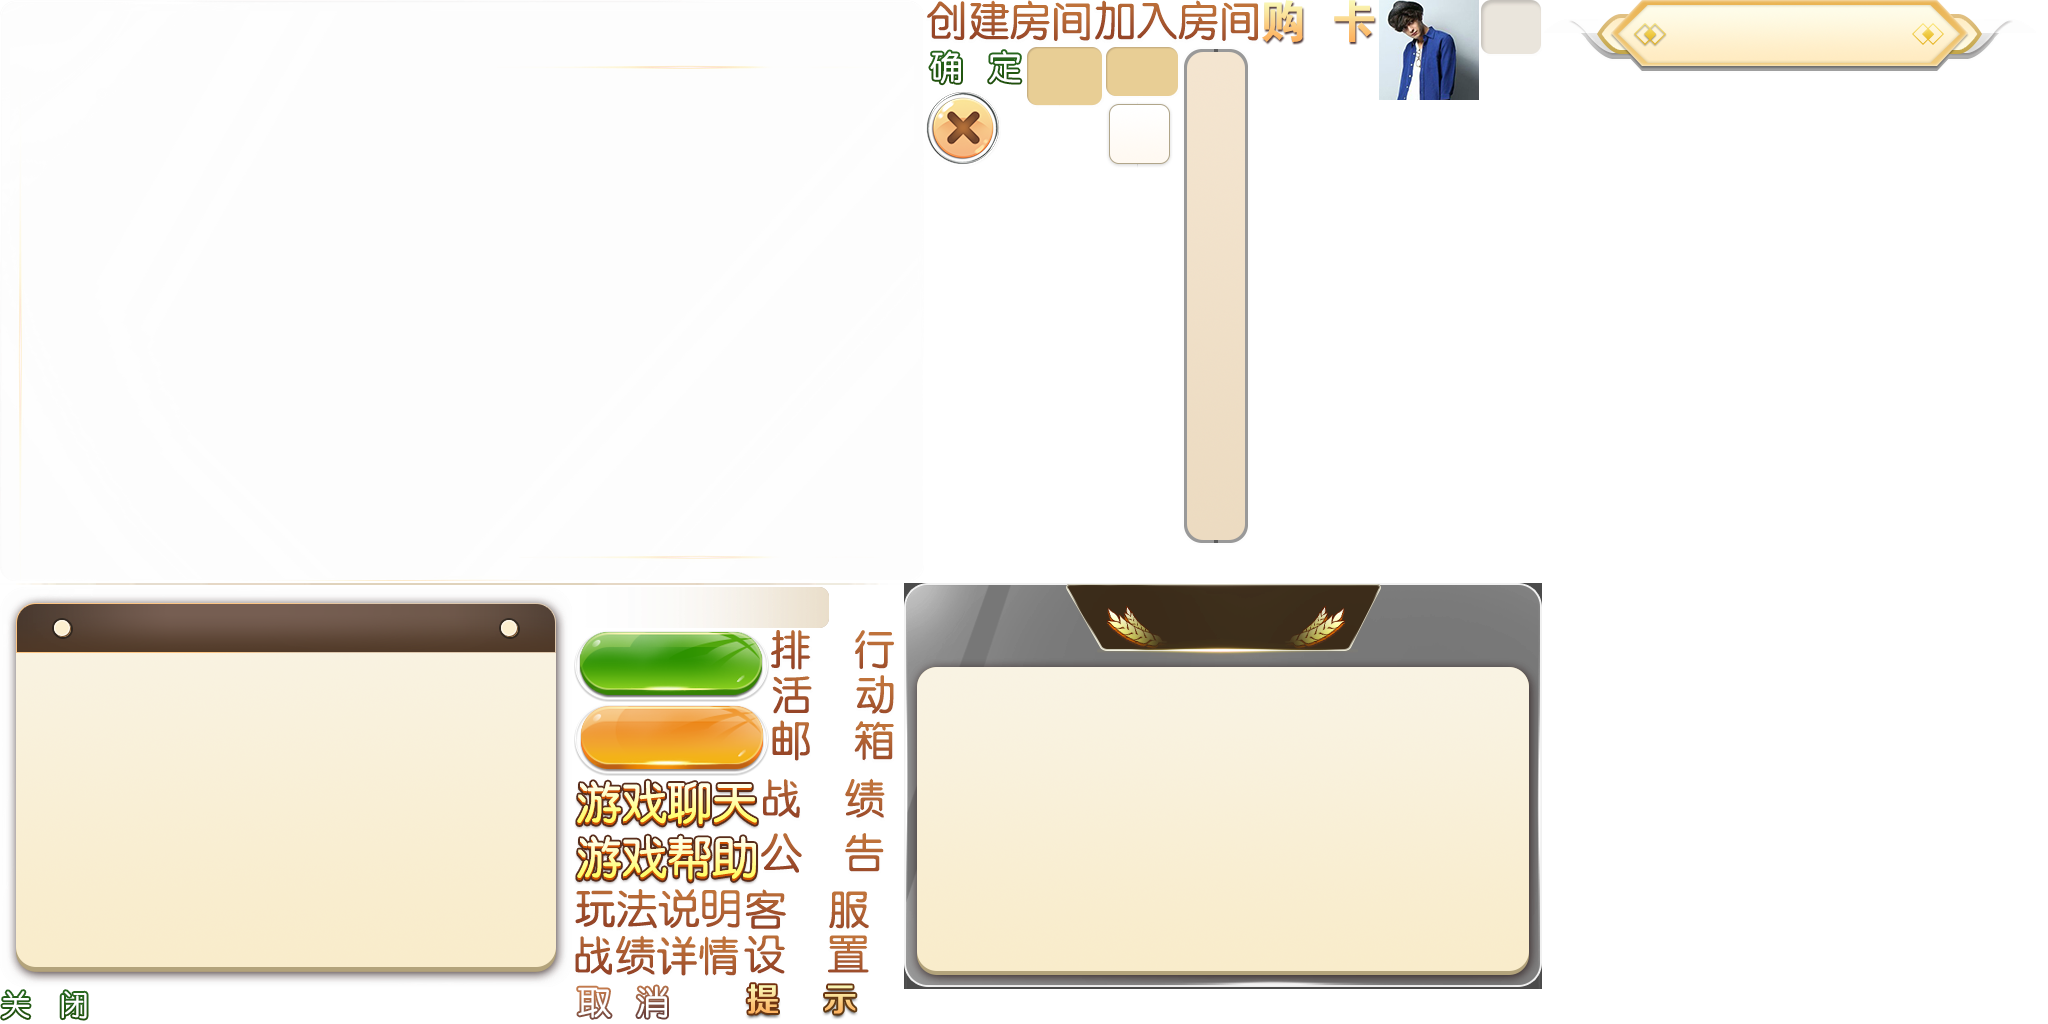 创建房间加入房间购 卡
确 定
排 行
活 动
邮 箱
游戏聊天战 绩
游戏帮助公 告
玩法说明客 服
战绩详情设 置
关 闭 取 消 提 示